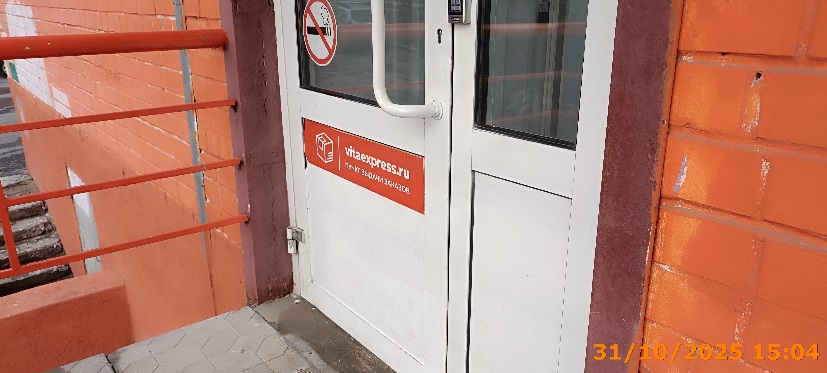 vitaexpress.ru
ПУНКТ ВЫДАЧИ ЗАКАЗОВ
31/10/2025 15:04